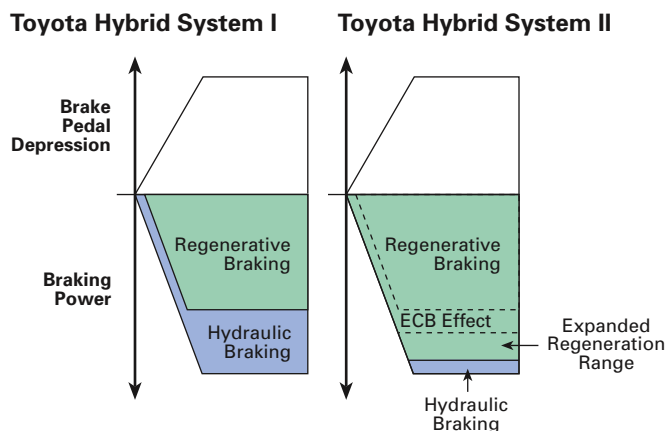 Toyota Hybrid System I
Toyota Hybrid System II
Brake
Pedal
Depression
Braking
Power
Regenerative
Braking
Hydraulic
Braking
Regenerative
Braking
ECB Effect
Expanded
Regeneration
Range
Hydraulic
Braking